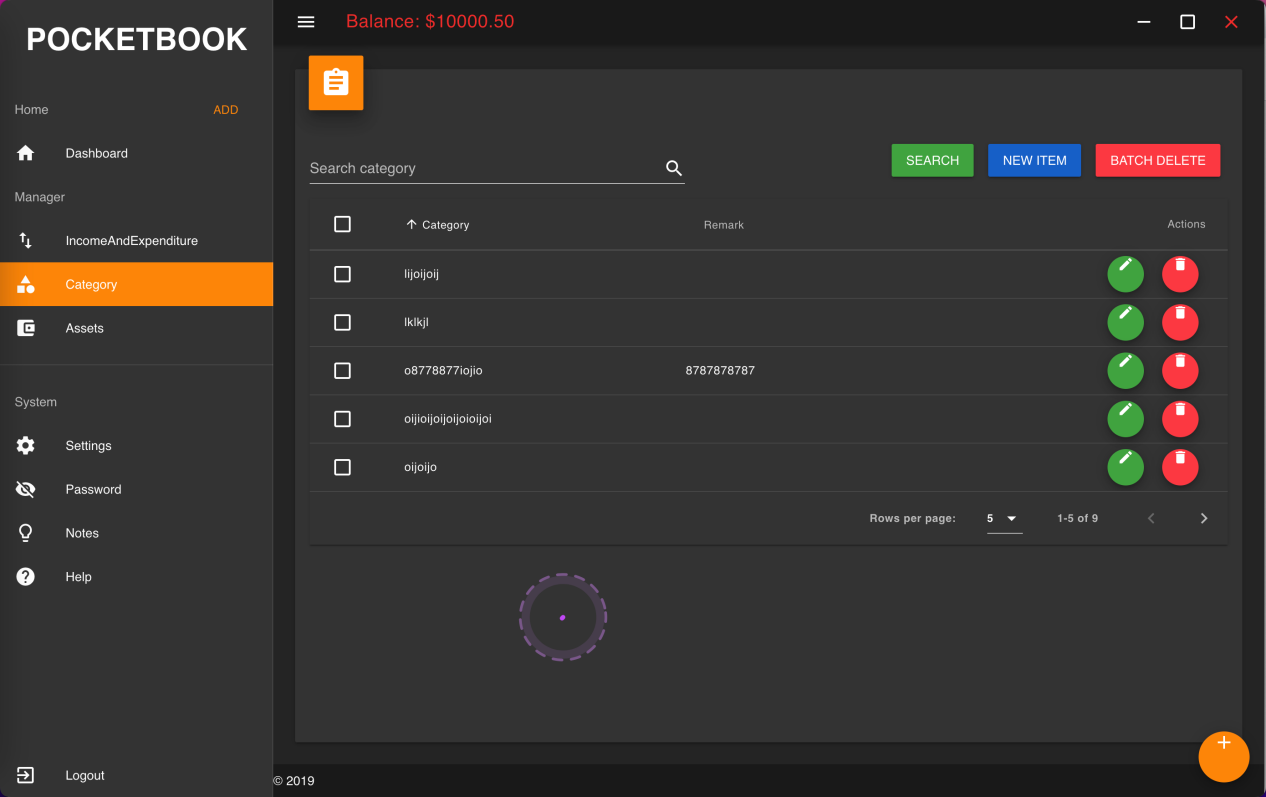 POCKETBOOK
Balance: $10000.50
Home ADD
Dashboard
Manager
IncomeAndExpenditure
Category
Assets
System
Settings
Password
Notes
Help
Logout
Search category
SEARCH NEW ITEM BATCH DELETE
Category Remark Actions
lijoijoij
lklkjl
o8778877iojio 8787878787
oijioijoijoijoioijoi
oijoijo
Rows per page: 5 1-5 of 9
© 2019